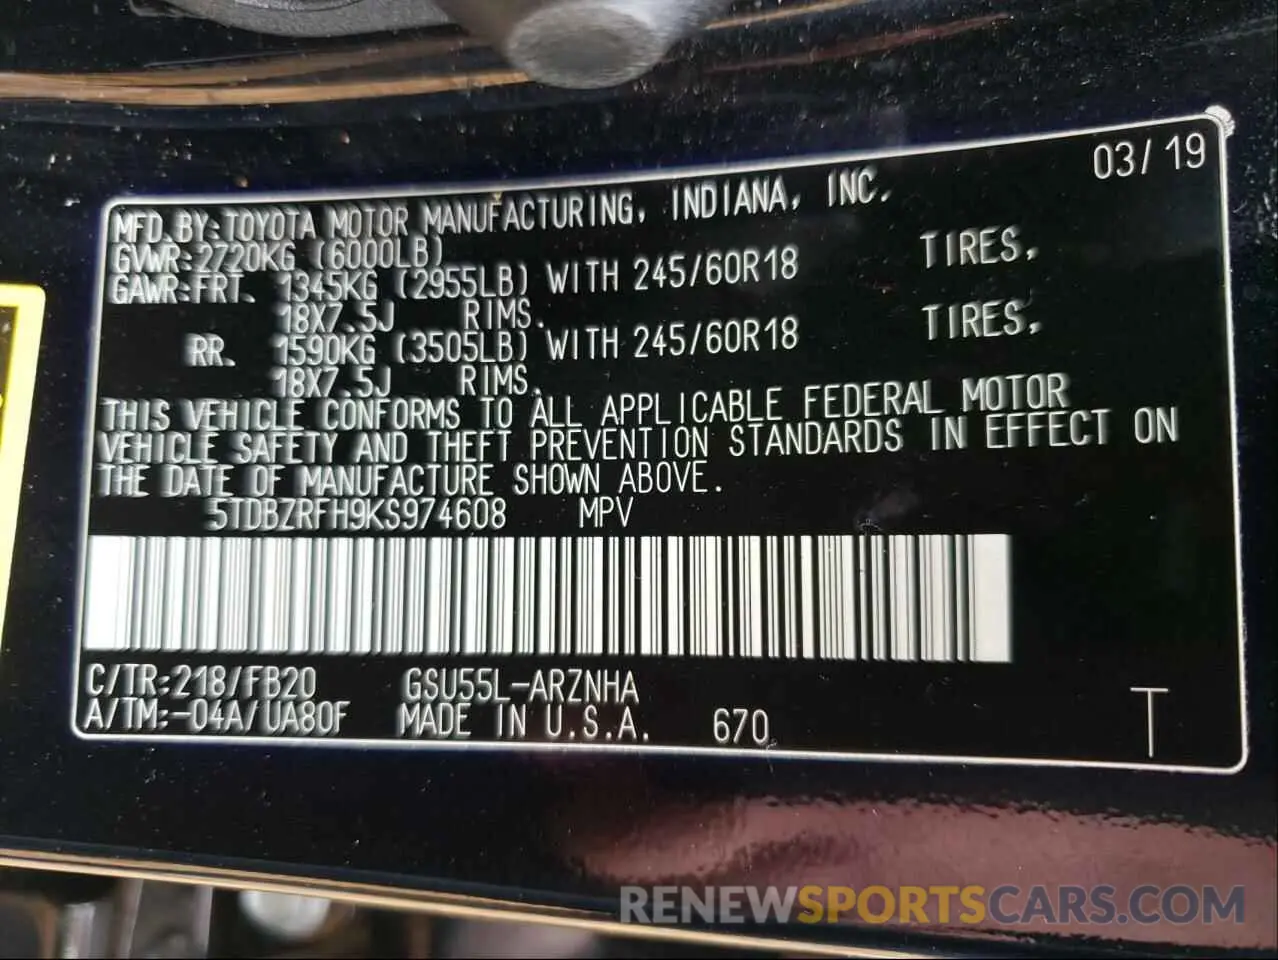 03/19
MFD.BY:TOYOTA MOTOR MANUFACTURING, INDIANA, INC.
GVWR:2720KG (6000LB)
GAWR:FRT. 1345KG (2955LB) WITH 245/60R18 TIRES,
18X7.5J RIMS.
RR. 1590KG (3505LB) WITH 245/60R18 TIRES,
18X7.5J RIMS.
THIS VEHICLE CONFORMS TO ALL APPLICABLE FEDERAL MOTOR
VEHICLE SAFETY AND THEFT PREVENTION STANDARDS IN EFFECT ON
THE DATE OF MANUFACTURE SHOWN ABOVE.
5TDBZRFH9KS974608 MPV
C/TR:218/FB20 GSU55L-ARZNHA
A/TM:-04A/UA80F MADE IN U.S.A. 670 T
RENEWSPORTSCARS.COM